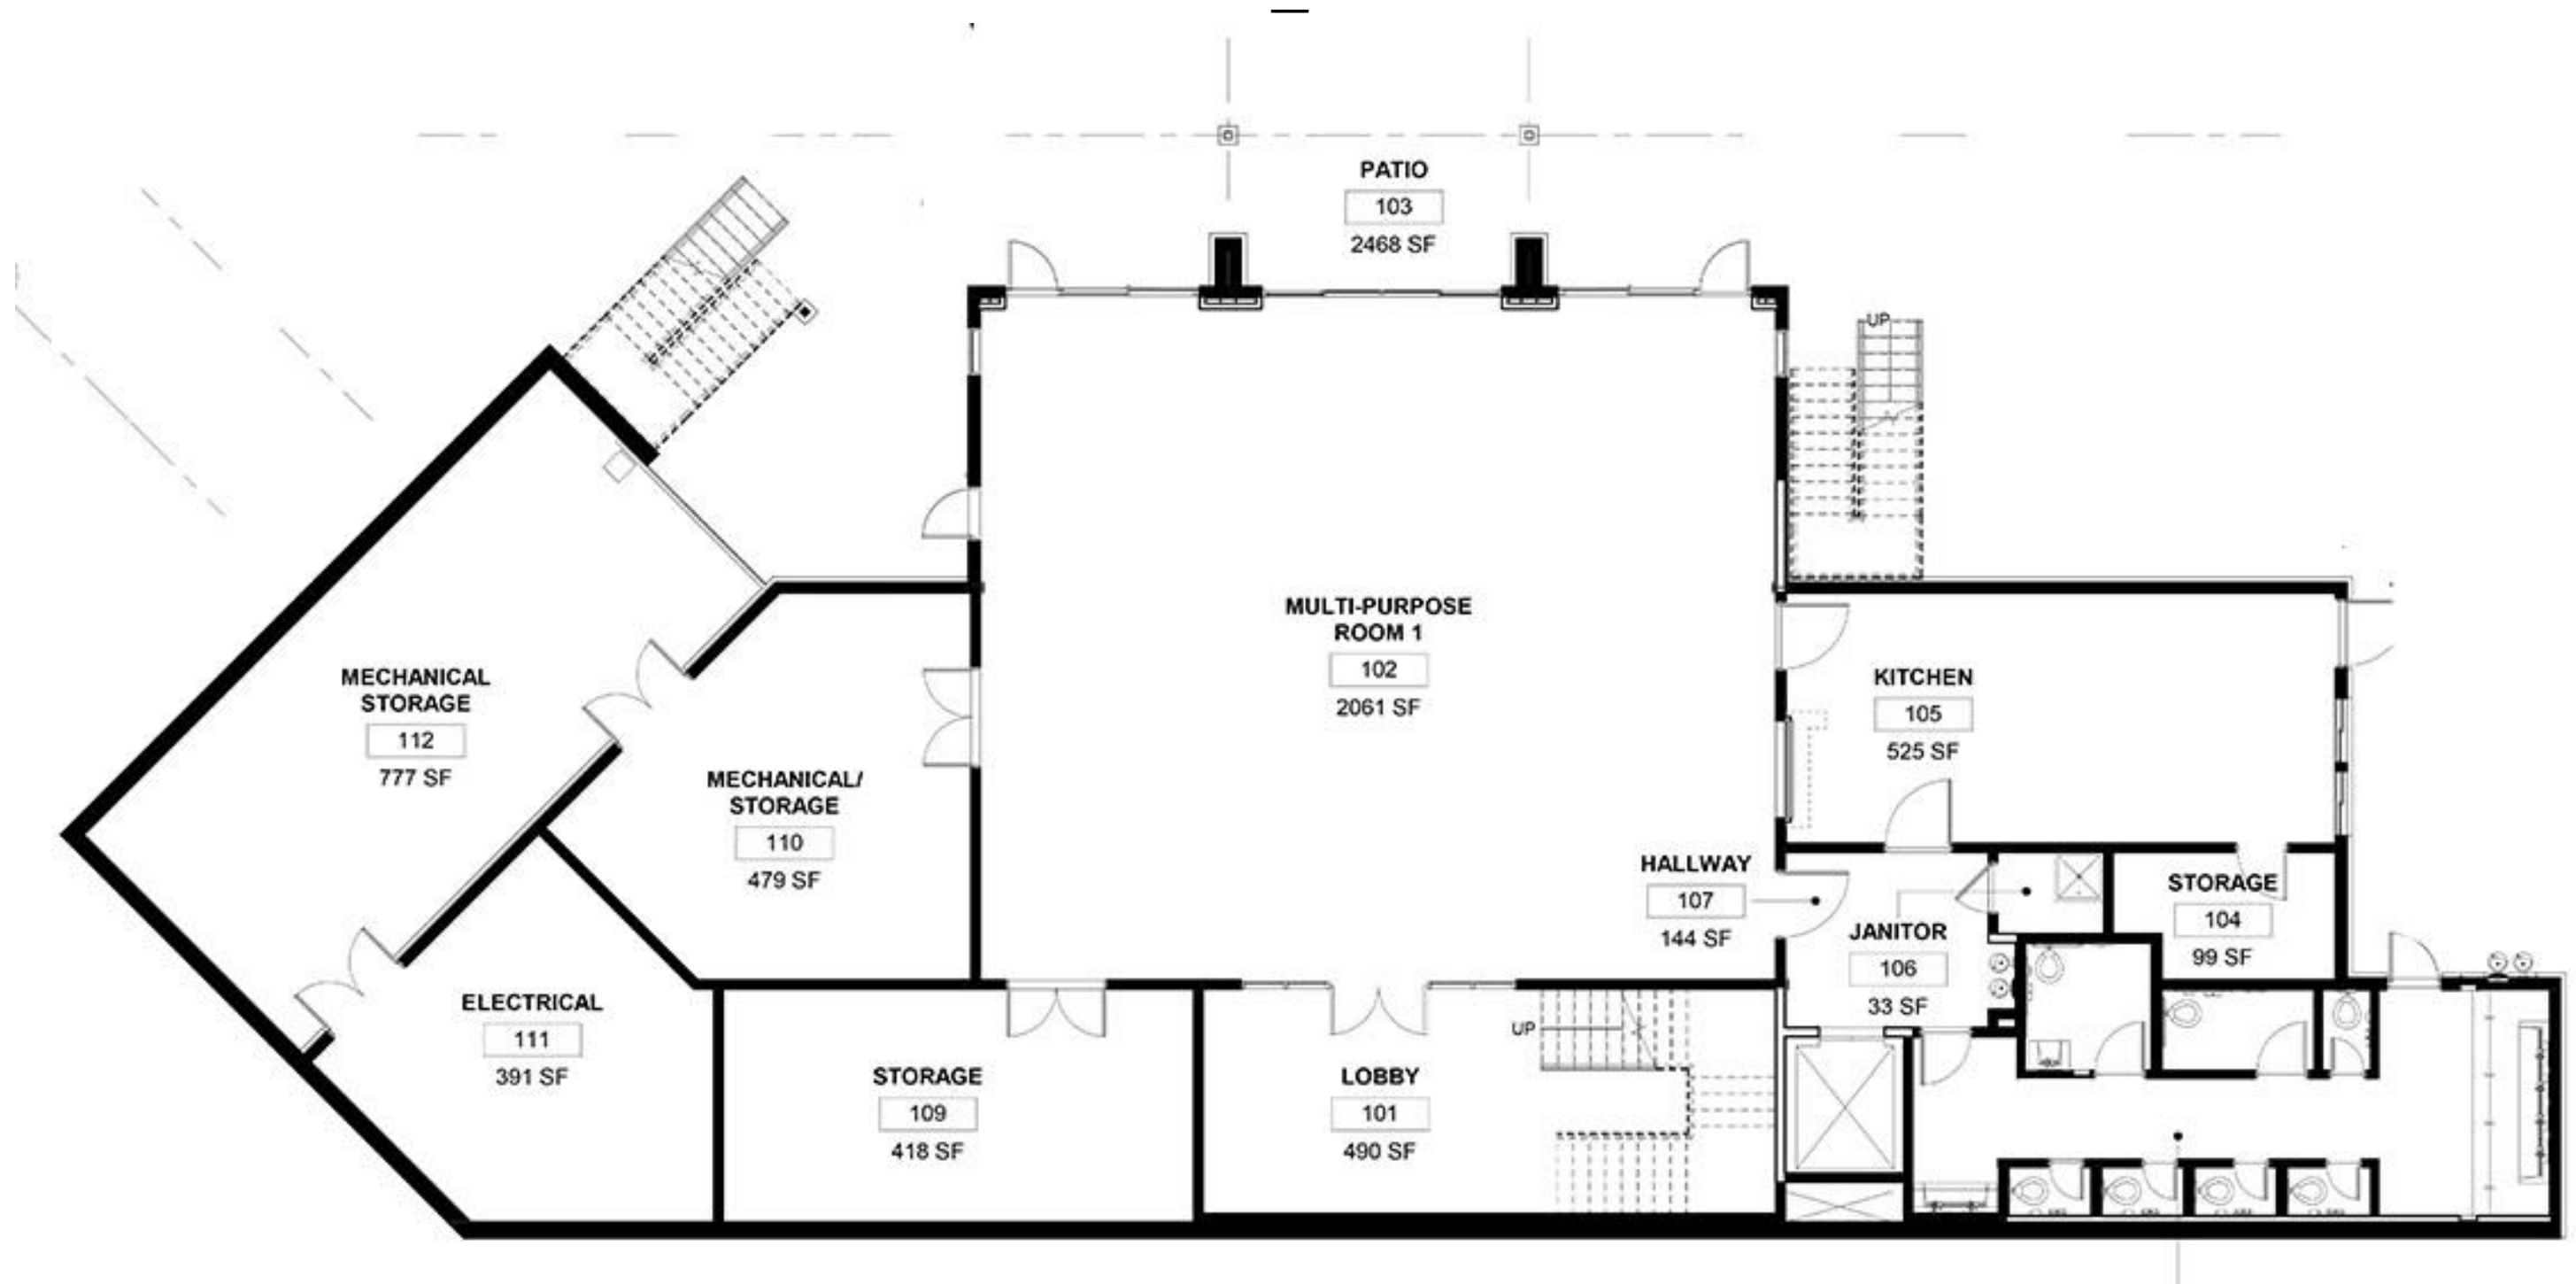 PATIO
103
2468 SF
UP
MULTI-PURPOSE
ROOM 1
102
2061 SF
MECHANICAL
STORAGE
112
777 SF
KITCHEN
105
525 SF
MECHANICAL/
STORAGE
110
479 SF
HALLWAY
107
144 SF
STORAGE
104
99 SF
JANITOR
106
33 SF
ELECTRICAL
111
391 SF
UP
STORAGE
109
418 SF
LOBBY
101
490 SF